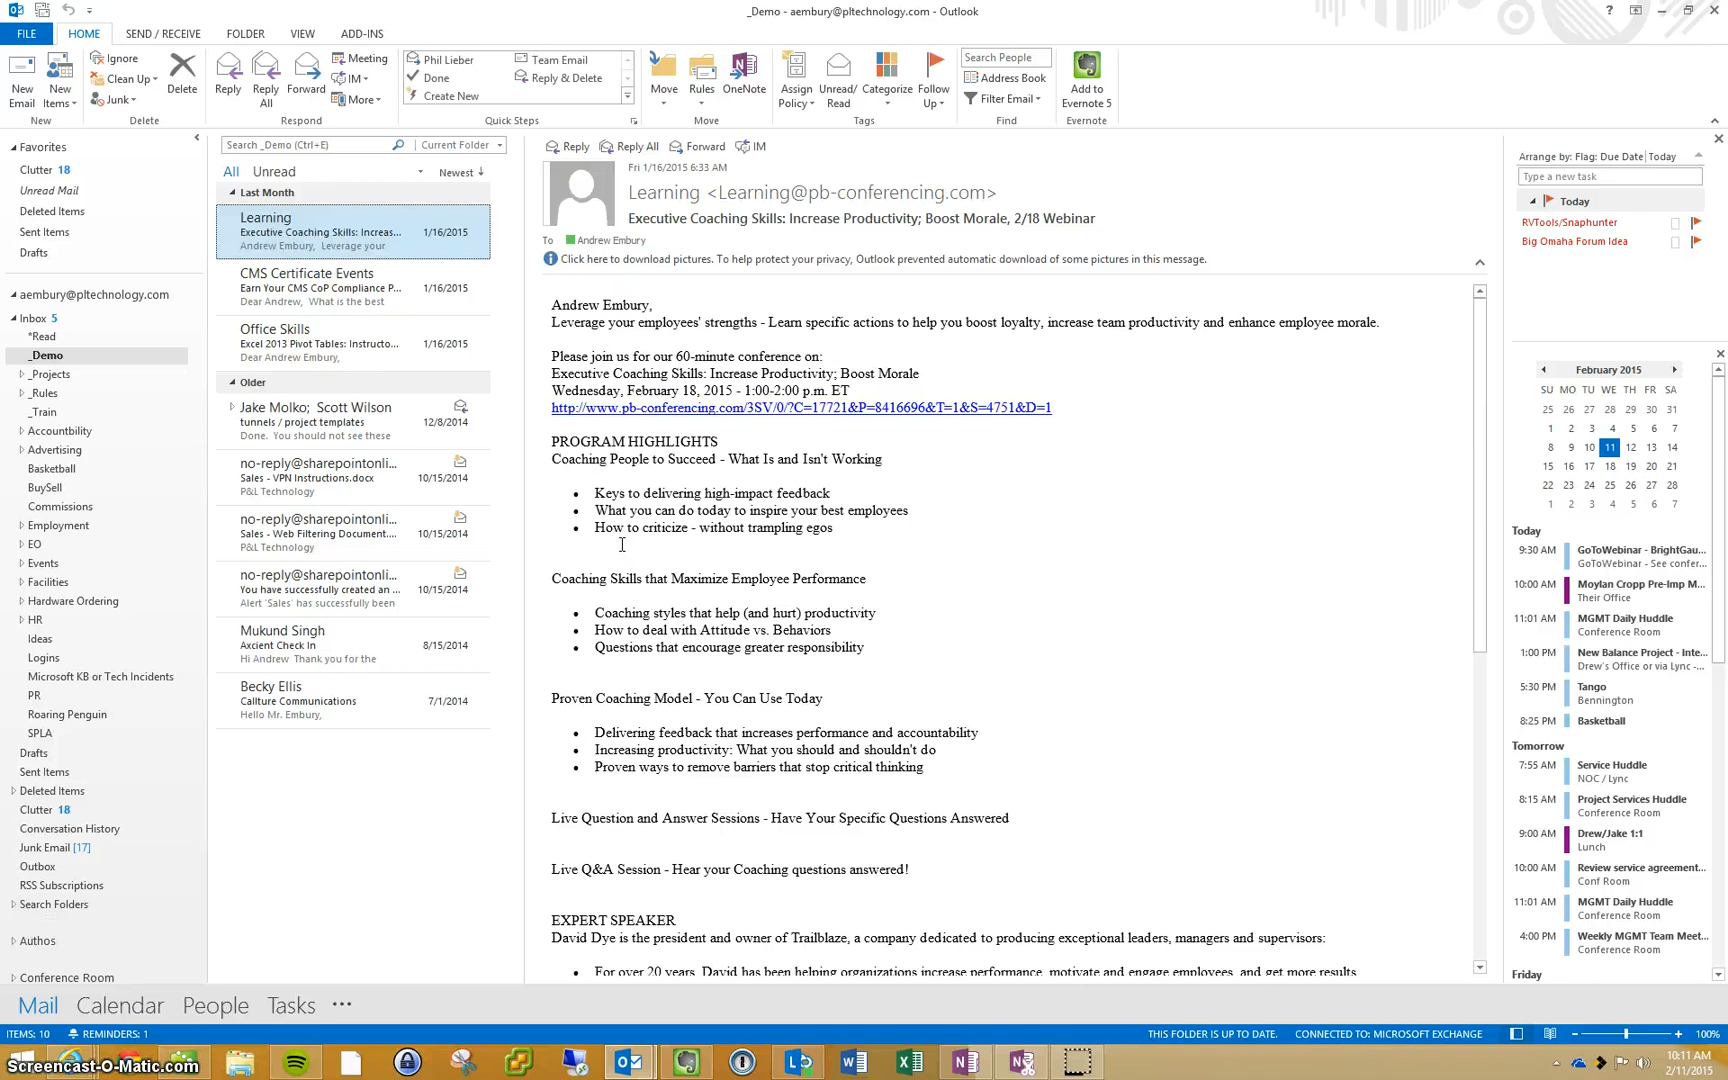 _Demo - aembury@pltechnology.com - Outlook
FILE
HOME
SEND / RECEIVE
FOLDER
VIEW
ADD-INS
New Email
New Items
New
Ignore
Clean Up
Junk
Delete
Delete
Reply
Reply All
Forward
Meeting
IM
More
Respond
Phil Lieber
Done
Create New
Team Email
Reply & Delete
Quick Steps
Move
Rules
OneNote
Move
Assign Policy
Unread/ Read
Categorize
Follow Up
Tags
Search People
Address Book
Filter Email
Find
Add to Evernote 5
Evernote
Favorites
Clutter 18
Unread Mail
Deleted Items
Sent Items
Drafts
aembury@pltechnology.com
Inbox 5
*Read
_Demo
_Projects
_Rules
_Train
Accountbility
Advertising
Basketball
BuySell
Commissions
Employment
EO
Events
Facilities
Hardware Ordering
HR
Ideas
Logins
Microsoft KB or Tech Incidents
PR
Roaring Penguin
SPLA
Drafts
Sent Items
Deleted Items
Clutter 18
Conversation History
Junk Email [17]
Outbox
RSS Subscriptions
Search Folders
Authos
Conference Room
Search _Demo (Ctrl+E)
Current Folder
All Unread
Newest
Last Month
Learning
Executive Coaching Skills: Increas... 1/16/2015
Andrew Embury, Leverage your
CMS Certificate Events
Earn Your CMS CoP Compliance P... 1/16/2015
Dear Andrew, What is the best
Office Skills
Excel 2013 Pivot Tables: Instructo... 1/16/2015
Dear Andrew Embury,
Older
Jake Molko; Scott Wilson
tunnels / project templates 12/8/2014
Done. You should not see these
no-reply@sharepointonli...
Sales - VPN Instructions.docx 10/15/2014
P&L Technology
no-reply@sharepointonli...
Sales - Web Filtering Document.... 10/15/2014
P&L Technology
no-reply@sharepointonli...
You have successfully created an ... 10/15/2014
Alert 'Sales' has successfully been
Mukund Singh
Axcient Check In 8/15/2014
Hi Andrew Thank you for the
Becky Ellis
Callture Communications 7/1/2014
Hello Mr. Embury,
Reply Reply All Forward IM
Fri 1/16/2015 6:33 AM
Learning <Learning@pb-conferencing.com>
Executive Coaching Skills: Increase Productivity; Boost Morale, 2/18 Webinar
To Andrew Embury
Click here to download pictures. To help protect your privacy, Outlook prevented automatic download of some pictures in this message.
Andrew Embury,
Leverage your employees' strengths - Learn specific actions to help you boost loyalty, increase team productivity and enhance employee morale.
Please join us for our 60-minute conference on:
Executive Coaching Skills: Increase Productivity; Boost Morale
Wednesday, February 18, 2015 - 1:00-2:00 p.m. ET
http://www.pb-conferencing.com/3SV/0/?C=17721&P=8416696&T=1&S=4751&D=1
PROGRAM HIGHLIGHTS
Coaching People to Succeed - What Is and Isn't Working
• Keys to delivering high-impact feedback
• What you can do today to inspire your best employees
• How to criticize - without trampling egos
Coaching Skills that Maximize Employee Performance
• Coaching styles that help (and hurt) productivity
• How to deal with Attitude vs. Behaviors
• Questions that encourage greater responsibility
Proven Coaching Model - You Can Use Today
• Delivering feedback that increases performance and accountability
• Increasing productivity: What you should and shouldn't do
• Proven ways to remove barriers that stop critical thinking
Live Question and Answer Sessions - Have Your Specific Questions Answered
Live Q&A Session - Hear your Coaching questions answered!
EXPERT SPEAKER
David Dye is the president and owner of Trailblaze, a company dedicated to producing exceptional leaders, managers and supervisors:
• For over 20 years, David has been helping organizations increase performance, motivate and engage employees, and get more results
Arrange by: Flag: Due Date Today
Type a new task
Today
RVTools/Snaphunter
Big Omaha Forum Idea
February 2015
SU MO TU WE TH FR SA
25 26 27 28 29 30 31
1 2 3 4 5 6 7
8 9 10 11 12 13 14
15 16 17 18 19 20 21
22 23 24 25 26 27 28
1 2 3 4 5 6 7
Today
9:30 AM GoToWebinar - BrightGau...
GoToWebinar - See confer...
10:00 AM Moylan Cropp Pre-Imp M...
Their Office
11:01 AM MGMT Daily Huddle
Conference Room
1:00 PM New Balance Project - Inte...
Drew's Office or via Lync -...
5:30 PM Tango
Bennington
8:25 PM Basketball
Tomorrow
7:55 AM Service Huddle
NOC / Lync
8:15 AM Project Services Huddle
Conference Room
9:00 AM Drew/Jake 1:1
Lunch
10:00 AM Review service agreement...
Conf Room
11:01 AM MGMT Daily Huddle
Conference Room
4:00 PM Weekly MGMT Team Meet...
Conference Room
Friday
Mail Calendar People Tasks ...
ITEMS: 10 REMINDERS: 1
THIS FOLDER IS UP TO DATE. CONNECTED TO: MICROSOFT EXCHANGE 100%
Screencast-O-Matic.com
10:11 AM
2/11/2015